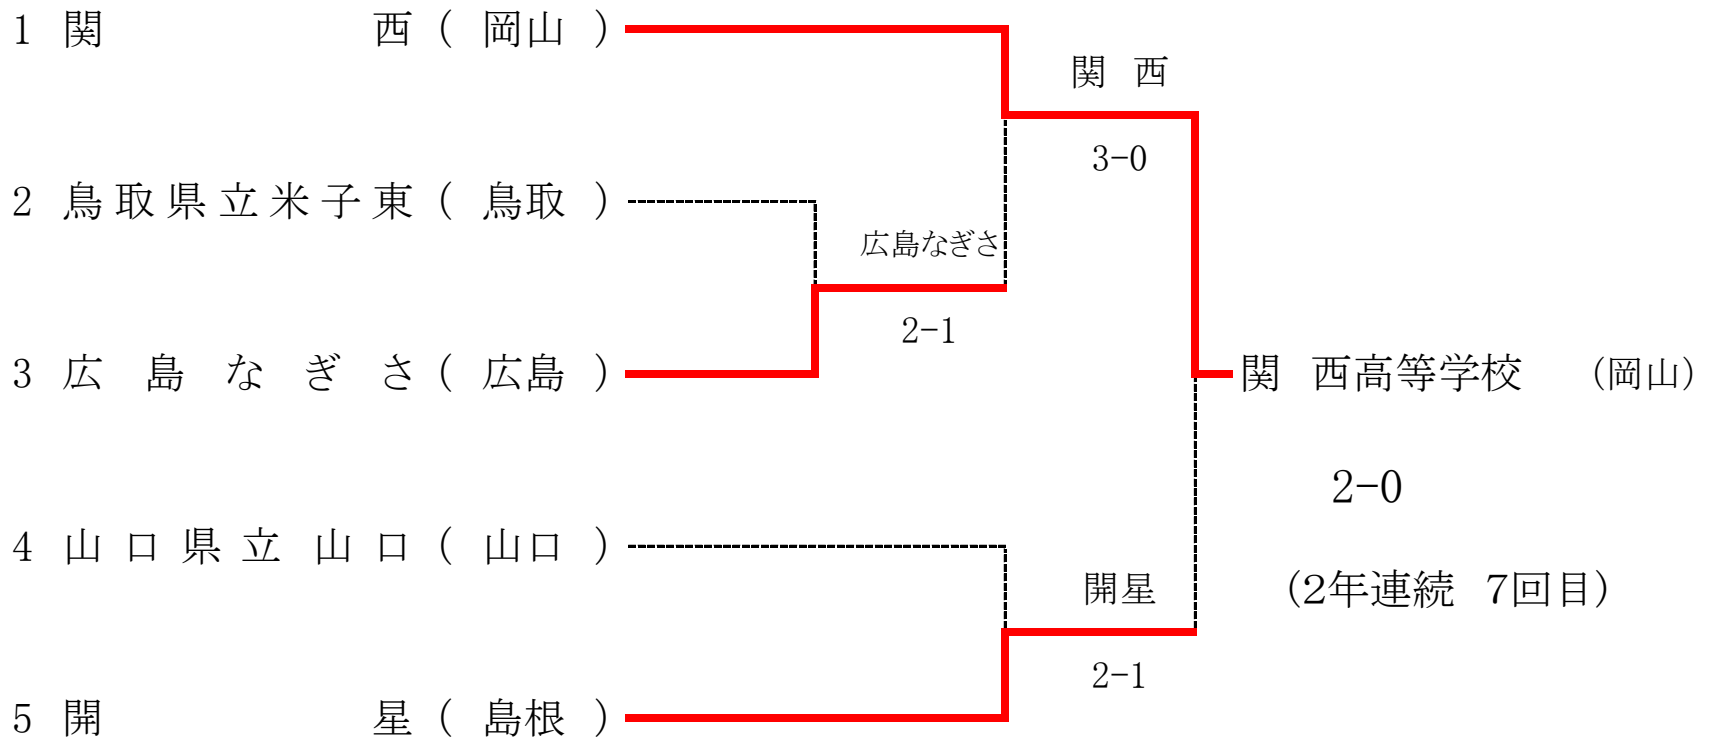 1 関 西 ( 岡山 )
関 西
3-0
2 鳥取県立米子東 ( 鳥取 )
広島なぎさ
2-1
3 広島なぎさ ( 広島 )
関 西高等学校 (岡山)
2-0
4 山口県立山口 ( 山口 )
開星
(2年連続 7回目)
2-1
5 開 星 ( 島根 )